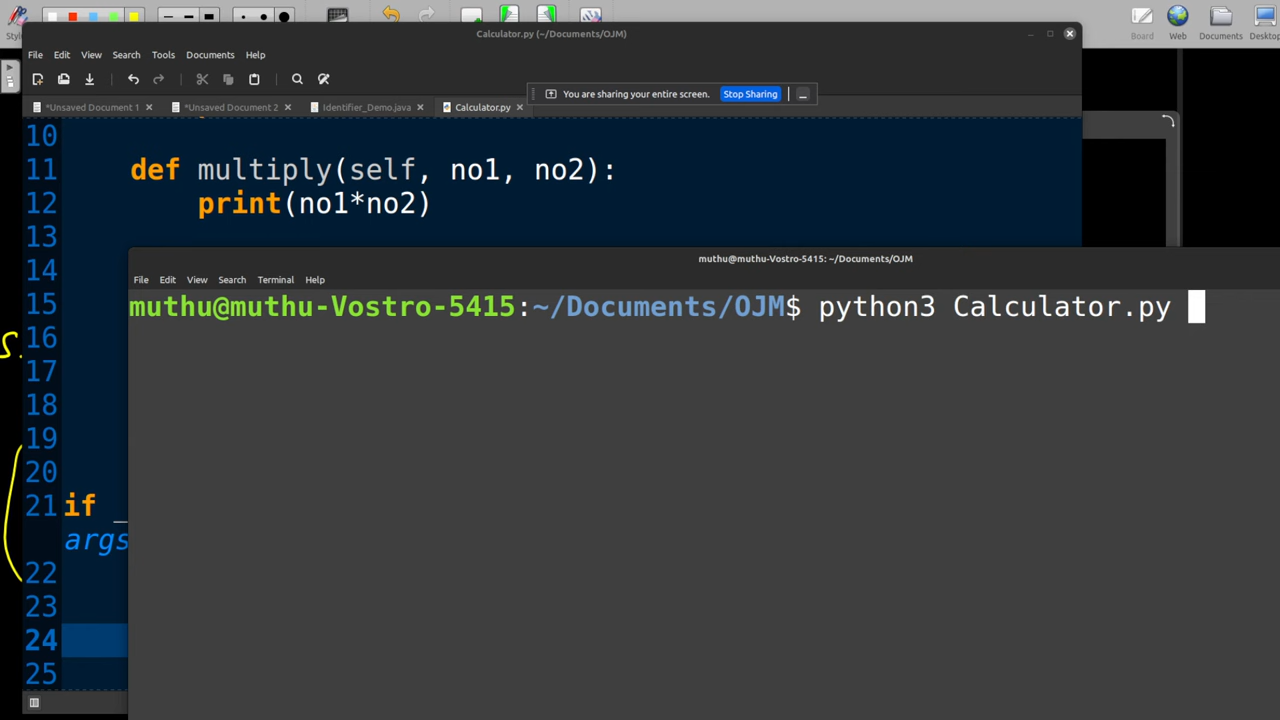 Board Web Documents
Calculator.py (~/Documents/OJM)
File Edit View Search Tools Documents Help
You are sharing your entire screen. Stop Sharing
*Unsaved Document 1 *Unsaved Document 2 Identifier_Demo.java Calculator.py
10
11 def multiply(self, no1, no2):
12 print(no1*no2)
13
muthu@muthu-Vostro-5415: ~/Documents/OJM
File Edit View Search Terminal Help
muthu@muthu-Vostro-5415:~/Documents/OJM$ python3 Calculator.py
14
15
16
17
18
19
20
21 if _
args
22
23
24
25